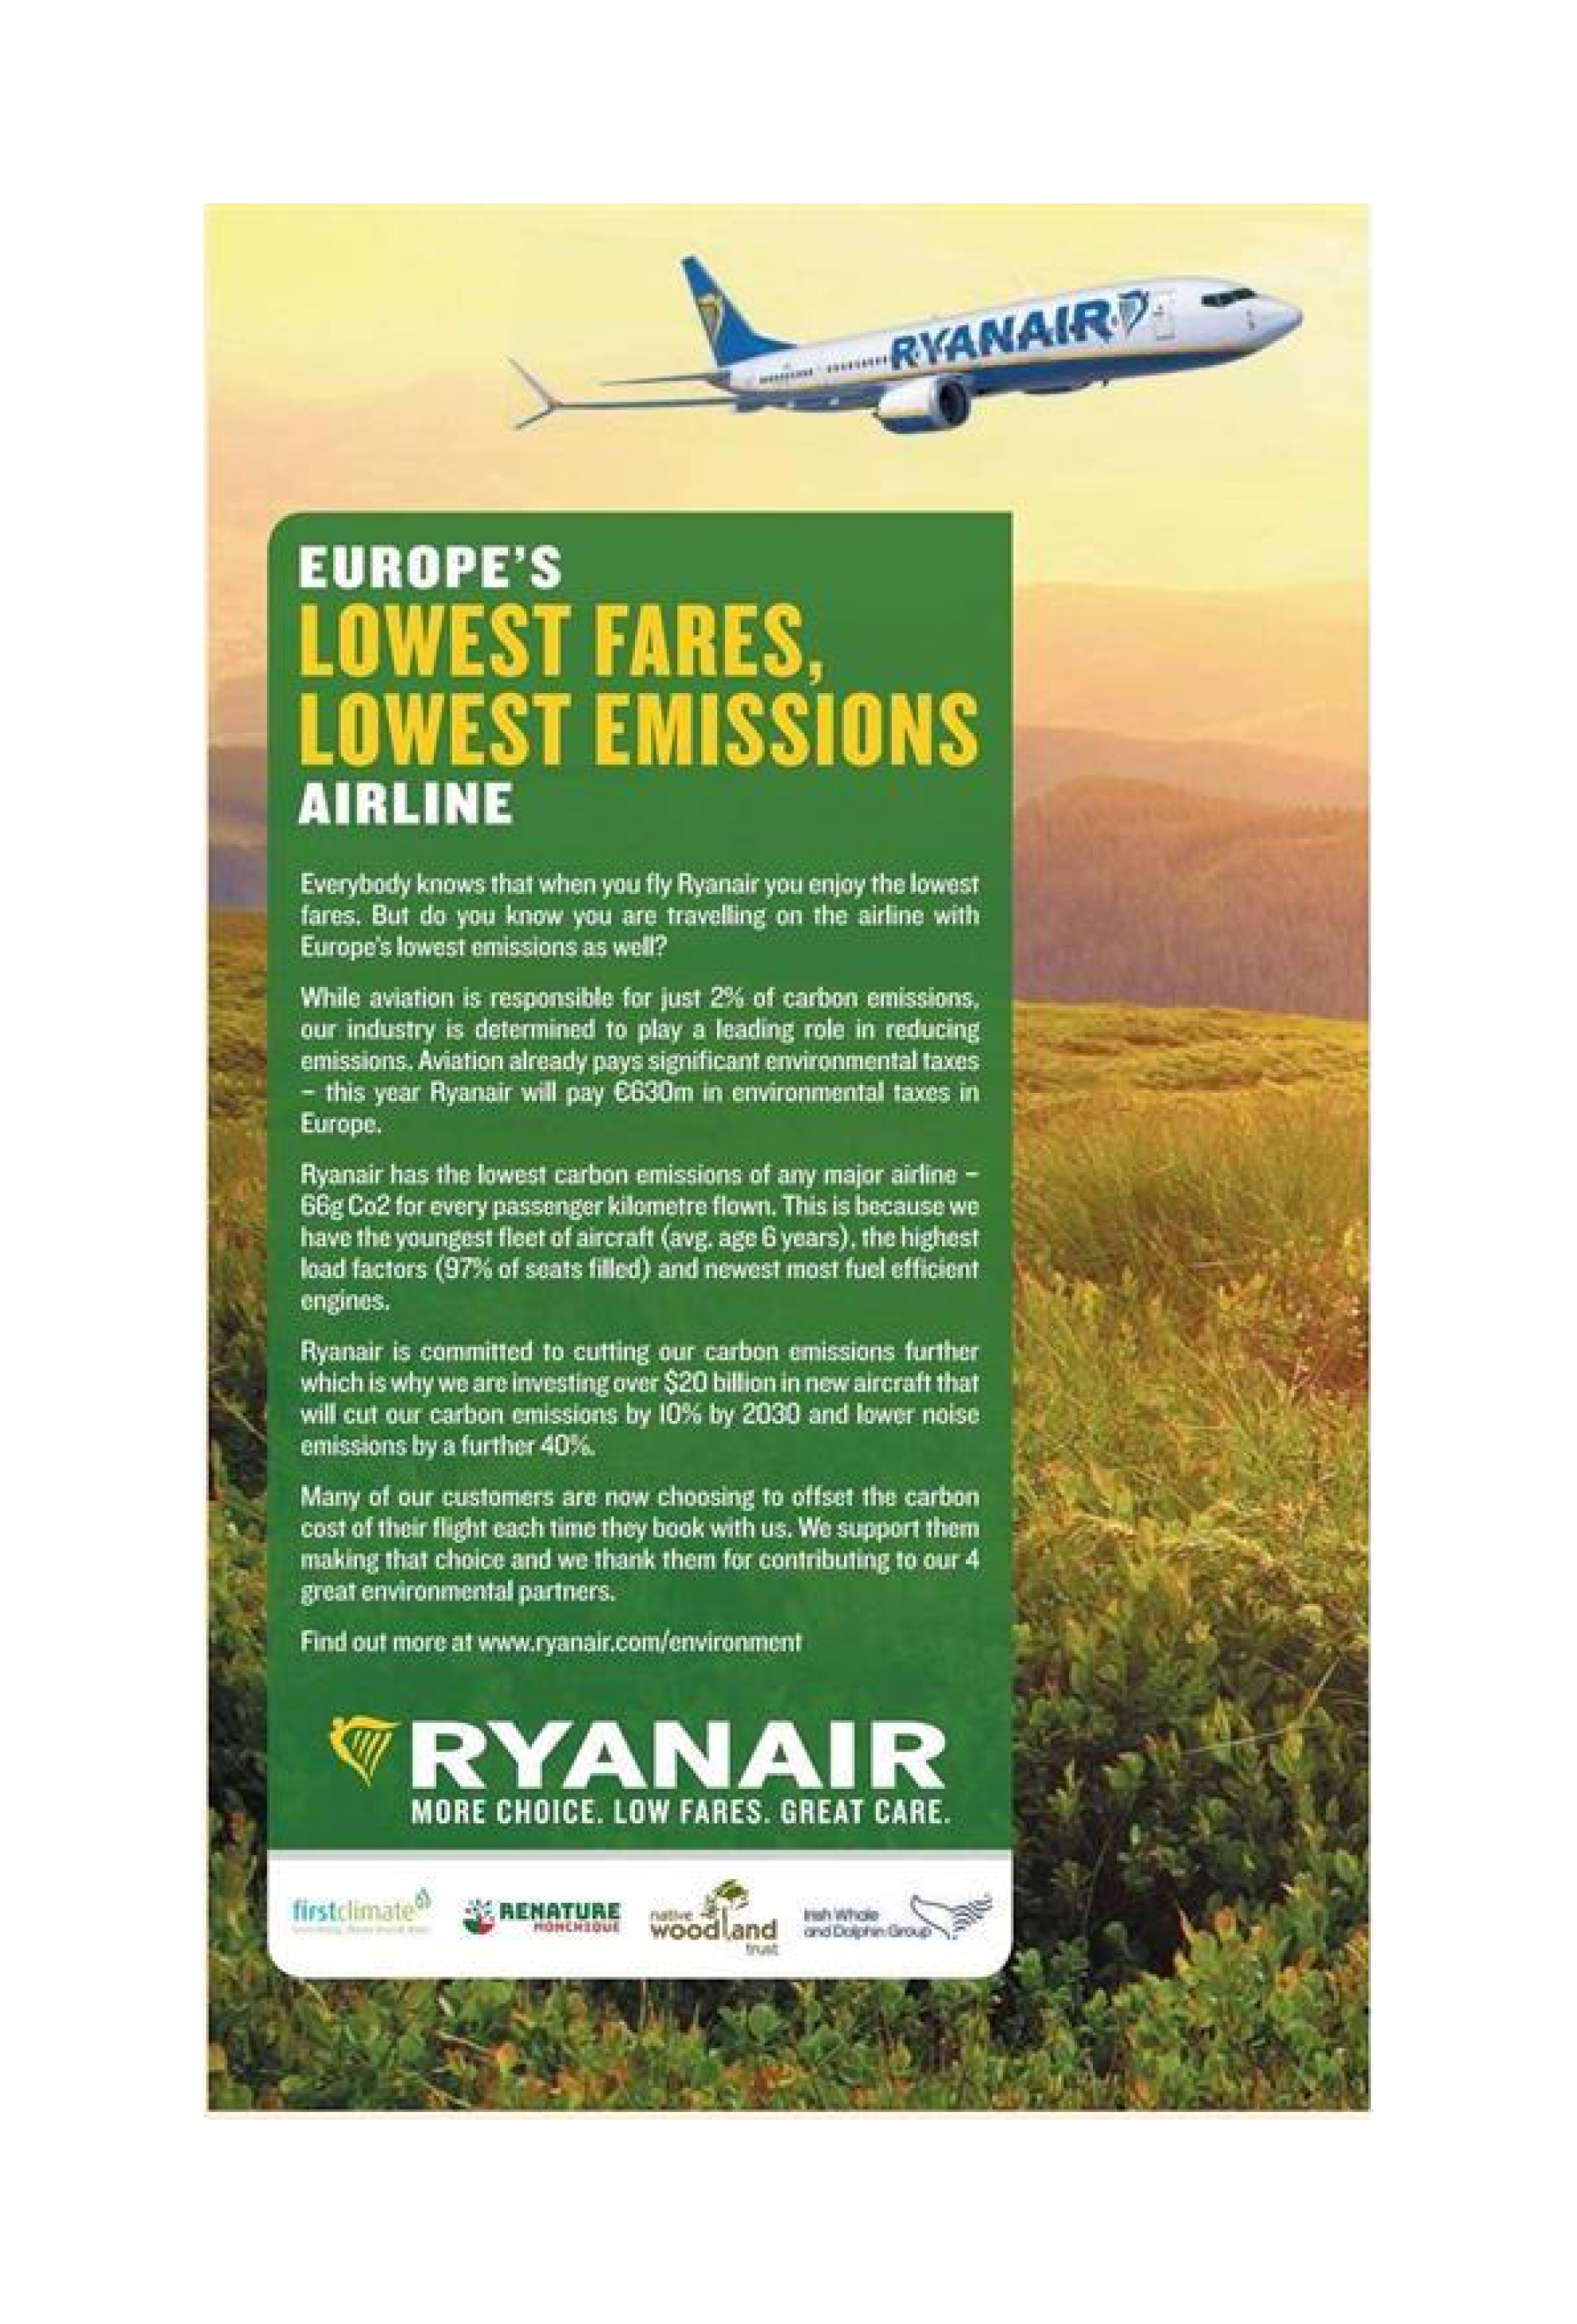 RYANAIR
EUROPE'S
LOWEST FARES,
LOWEST EMISSIONS
AIRLINE
Everybody knows that when you fly Ryanair you enjoy the lowest
fares. But do you know you are travelling on the airline with
Europe's lowest emissions as well?
While aviation is responsible for just 2% of carbon emissions,
our industry is determined to play a leading role in reducing
emissions. Aviation already pays significant environmental taxes
– this year Ryanair will pay €630m in environmental taxes in
Europe.
Ryanair has the lowest carbon emissions of any major airline –
66g Co2 for every passenger kilometre flown. This is because we
have the youngest fleet of aircraft (avg. age 6 years), the highest
load factors (97% of seats filled) and newest most fuel efficient
engines.
Ryanair is committed to cutting our carbon emissions further
which is why we are investing over $20 billion in new aircraft that
will cut our carbon emissions by 10% by 2030 and lower noise
emissions by a further 40%.
Many of our customers are now choosing to offset the carbon
cost of their flight each time they book with us. We support them
making that choice and we thank them for contributing to our 4
great environmental partners.
Find out more at www.ryanair.com/environment
RYANAIR
MORE CHOICE. LOW FARES. GREAT CARE.
firstclimate
RENATURE
MONCHIQUE
native
woodland
trust
Irish Whale
and Dolphin Group